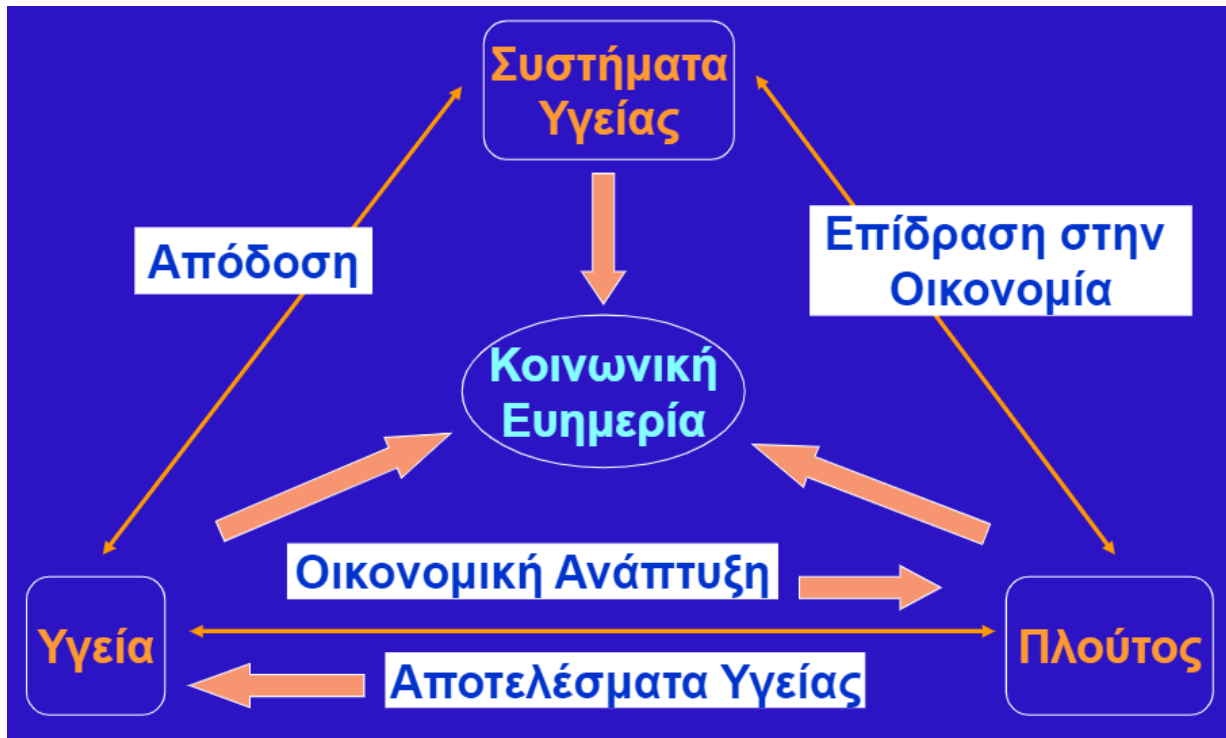 Συστήματα
Υγείας
Απόδοση
Επίδραση στην
Οικονομία
Κοινωνική
Ευημερία
Οικονομική Ανάπτυξη
Υγεία
Πλούτος
Αποτελέσματα Υγείας